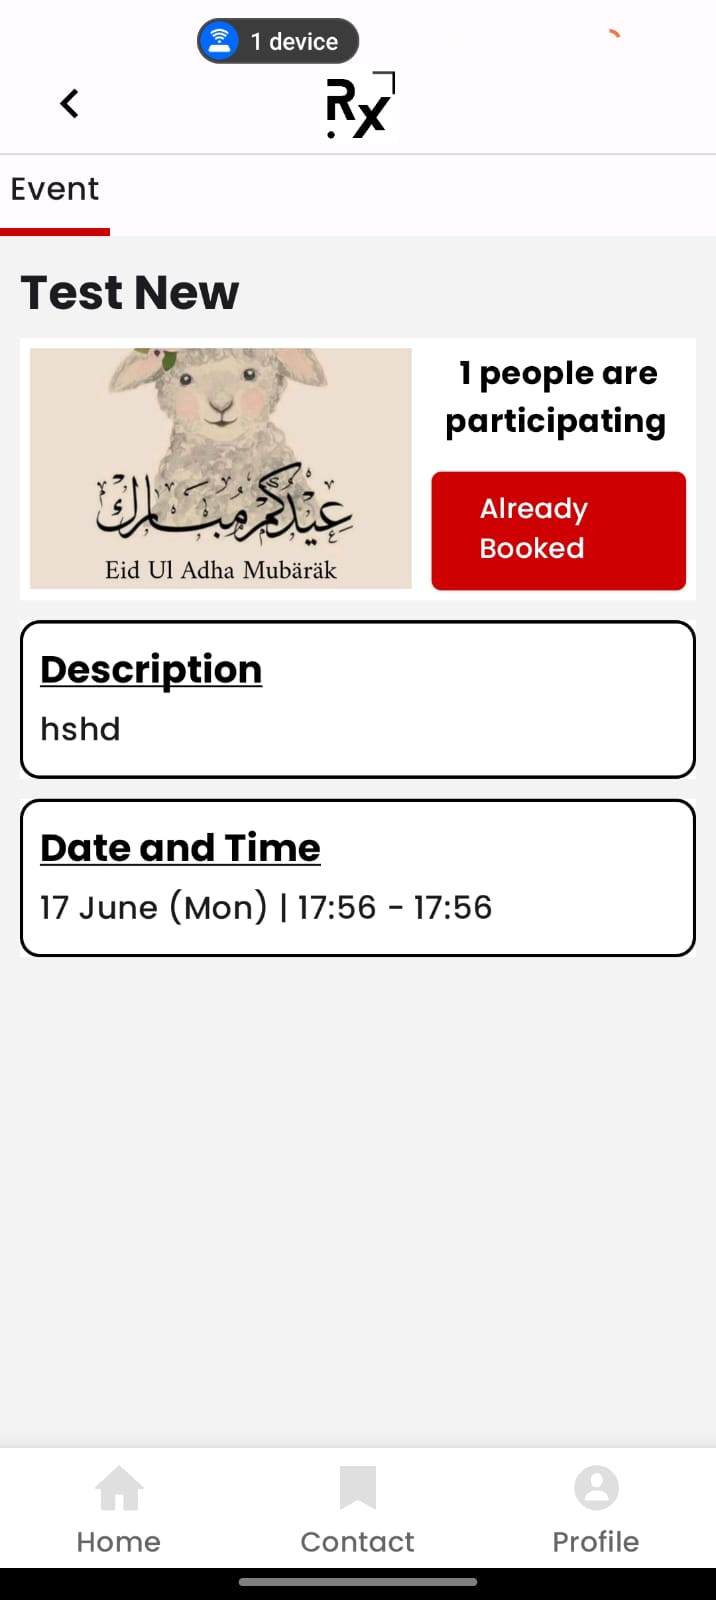 1 device
Rx
Event
Test New
عيدكم مبارك
Eid Ul Adha Mubäräk
1 people are
participating
Already
Booked
Description
hshd
Date and Time
17 June (Mon) | 17:56 - 17:56
Home
Contact
Profile